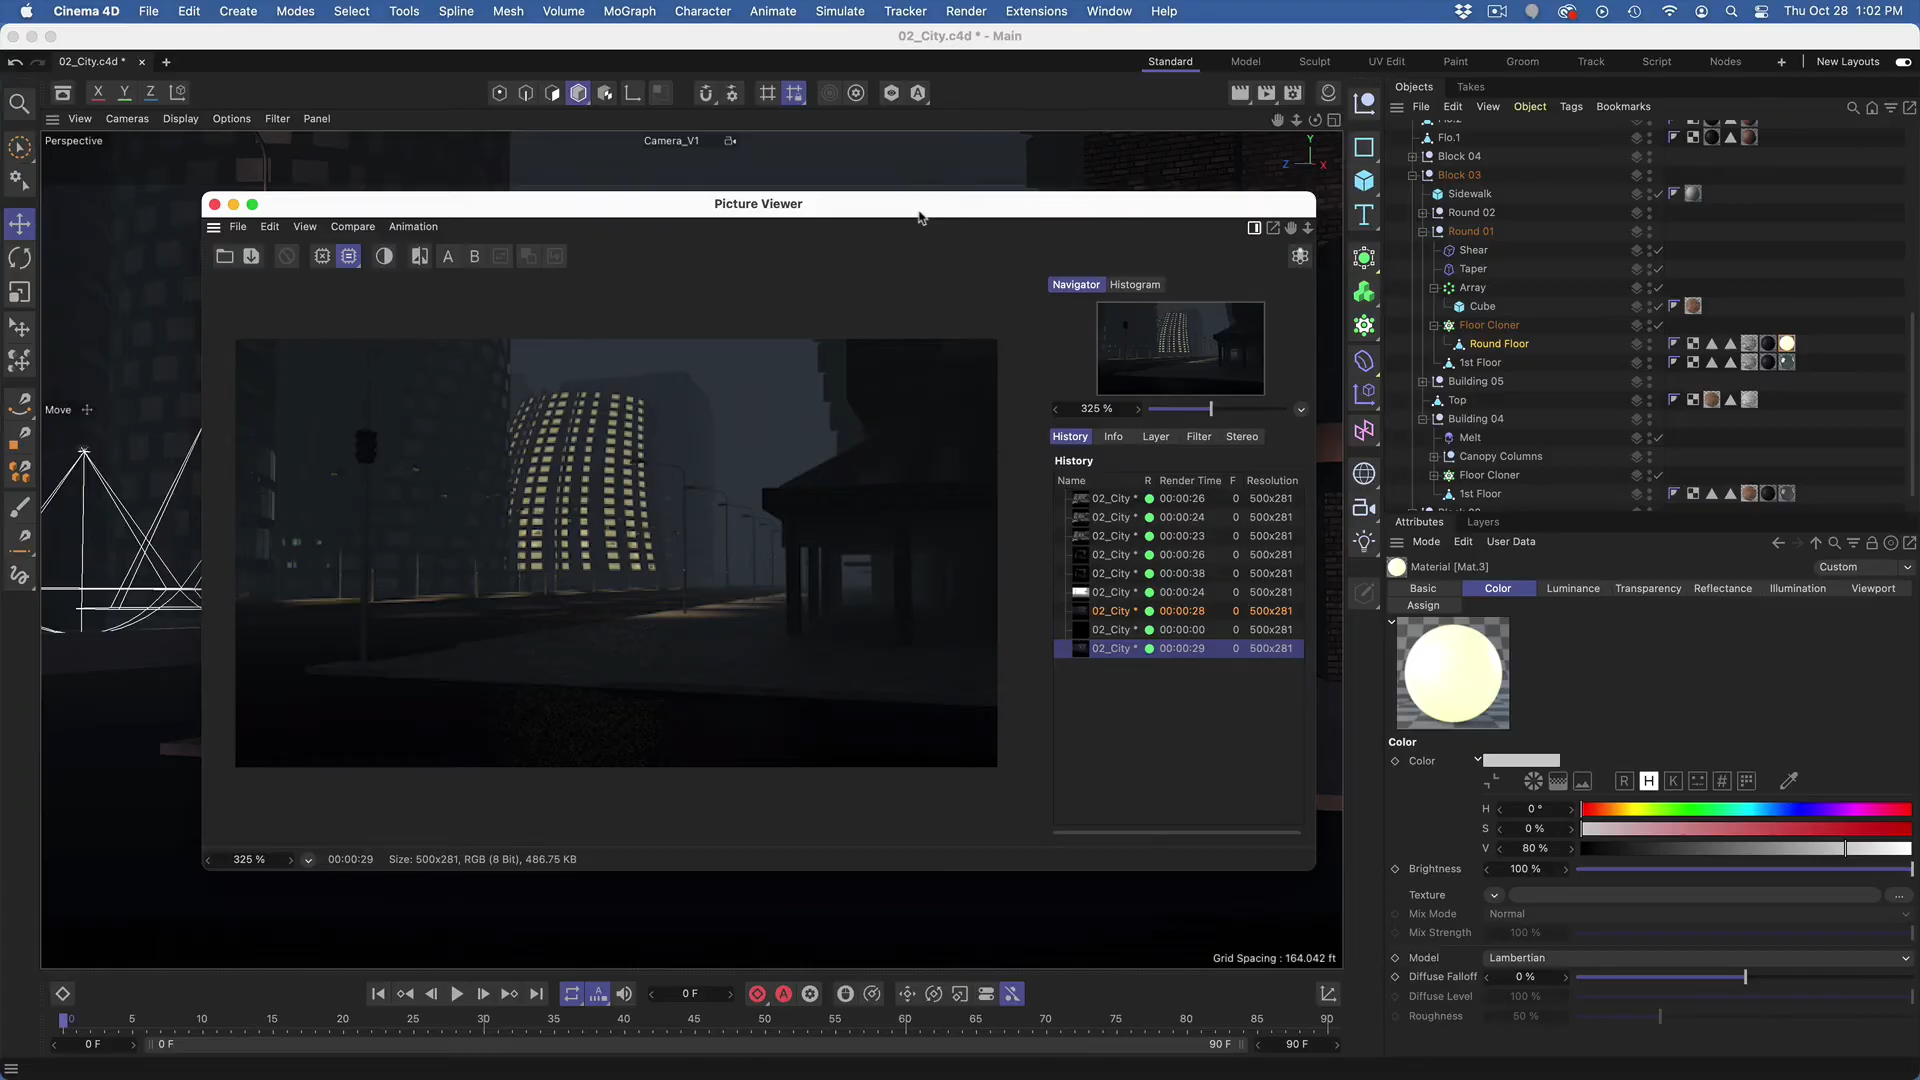 Cinema 4D File Edit Create Modes Select Tools Spline Mesh Volume MoGraph Character Animate Simulate Tracker Render Extensions Window Help Thu Oct 28 1:02 PM
02_City.c4d * - Main
02_City.c4d * Standard Model Sculpt UV Edit Paint Groom Track Script Nodes New Layouts
X Y Z
Objects Takes
View Cameras Display Options Filter Panel
File Edit View Object Tags Bookmarks
Perspective
Camera_V1
Y
Z X
Flo.1
Block 04
Block 03
Sidewalk
Round 02
Round 01
Shear
Taper
Array
Cube
Floor Cloner
Round Floor
1st Floor
Building 05
Top
Building 04
Melt
Canopy Columns
Floor Cloner
1st Floor
Picture Viewer
File Edit View Compare Animation
A B
Navigator Histogram
325 %
History Info Layer Filter Stereo
History
Name R Render Time F Resolution
02_City * 00:00:26 0 500x281
02_City * 00:00:24 0 500x281
02_City * 00:00:23 0 500x281
02_City * 00:00:26 0 500x281
02_City * 00:00:38 0 500x281
02_City * 00:00:24 0 500x281
02_City * 00:00:28 0 500x281
02_City * 00:00:00 0 500x281
02_City * 00:00:29 0 500x281
325 % 00:00:29 Size: 500x281, RGB (8 Bit), 486.75 KB
Move
Grid Spacing : 164.042 ft
Attributes Layers
Mode Edit User Data
Material [Mat.3] Custom
Basic Color Luminance Transparency Reflectance Illumination Viewport
Assign
Color
Color
R H K #
H 0 °
S 0 %
V 80 %
Brightness 100 %
Texture ...
Mix Mode Normal
Mix Strength 100 %
Model Lambertian
Diffuse Falloff 0 %
Diffuse Level 100 %
Roughness 50 %
0 F
0 5 10 15 20 25 30 35 40 45 50 55 60 65 70 75 80 85 90
0 F 0 F 90 F 90 F